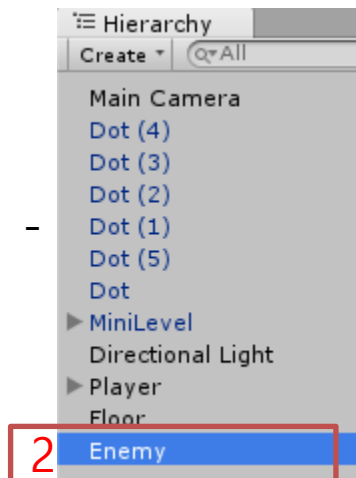 Hierarchy
Create All
Main Camera
Dot (4)
Dot (3)
Dot (2)
- Dot (1)
Dot (5)
Dot
MiniLevel
Directional Light
Player
Floor
2 Enemy